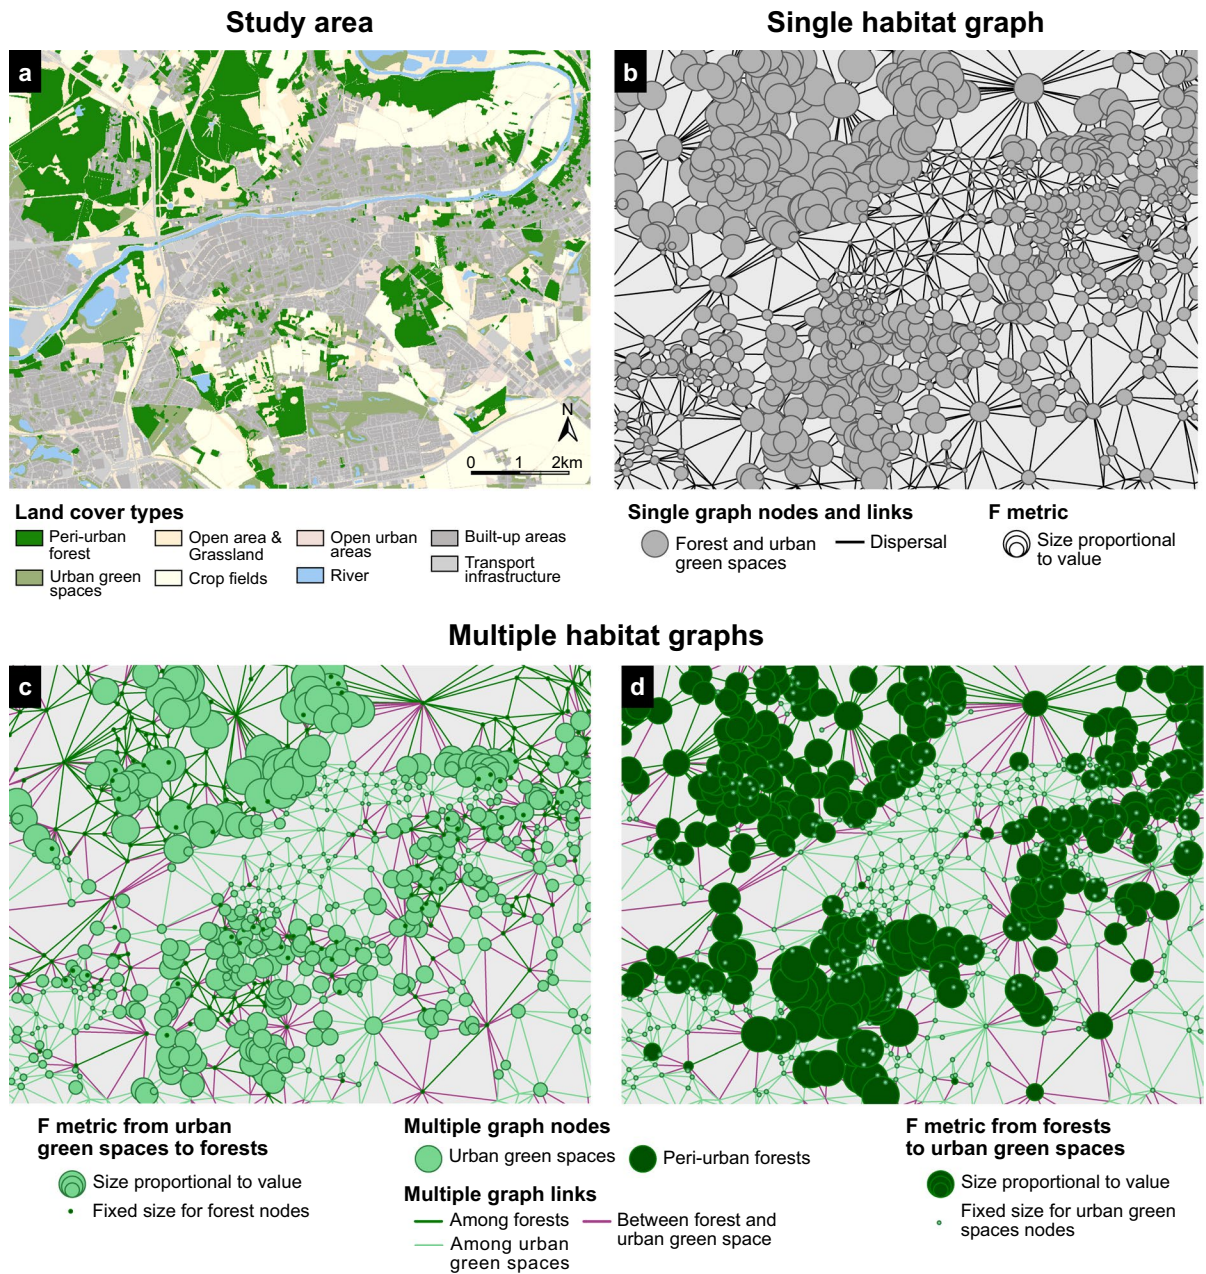 Study area
Single habitat graph
a
b
N
0 1 2km
Land cover types
Peri-urban
forest
Open area &
Grassland
Open urban
areas
Built-up areas
Urban green
spaces
Crop fields
River
Transport
infrastructure
Single graph nodes and links
Forest and urban
green spaces
Dispersal
F metric
Size proportional
to value
Multiple habitat graphs
c
d
F metric from urban
green spaces to forests
Size proportional to value
Fixed size for forest nodes
Multiple graph nodes
Urban green spaces
Peri-urban forests
Multiple graph links
Among forests
Between forest and
urban green space
Among urban
green spaces
F metric from forests
to urban green spaces
Size proportional to value
Fixed size for urban green
spaces nodes